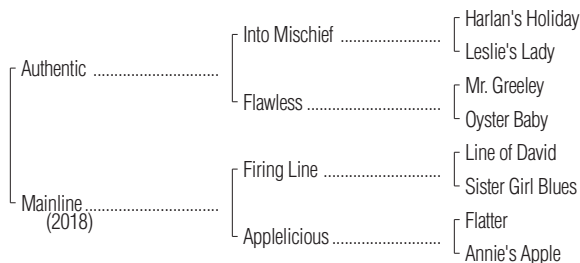 Harlan's Holiday
Into Mischief ....................
Leslie's Lady
Authentic .........................
Mr. Greeley
Flawless ...........................
Oyster Baby
Line of David
Firing Line ........................
Sister Girl Blues
Mainline ...........................
(2018)
Flatter
Applelicious ......................
Annie's Apple